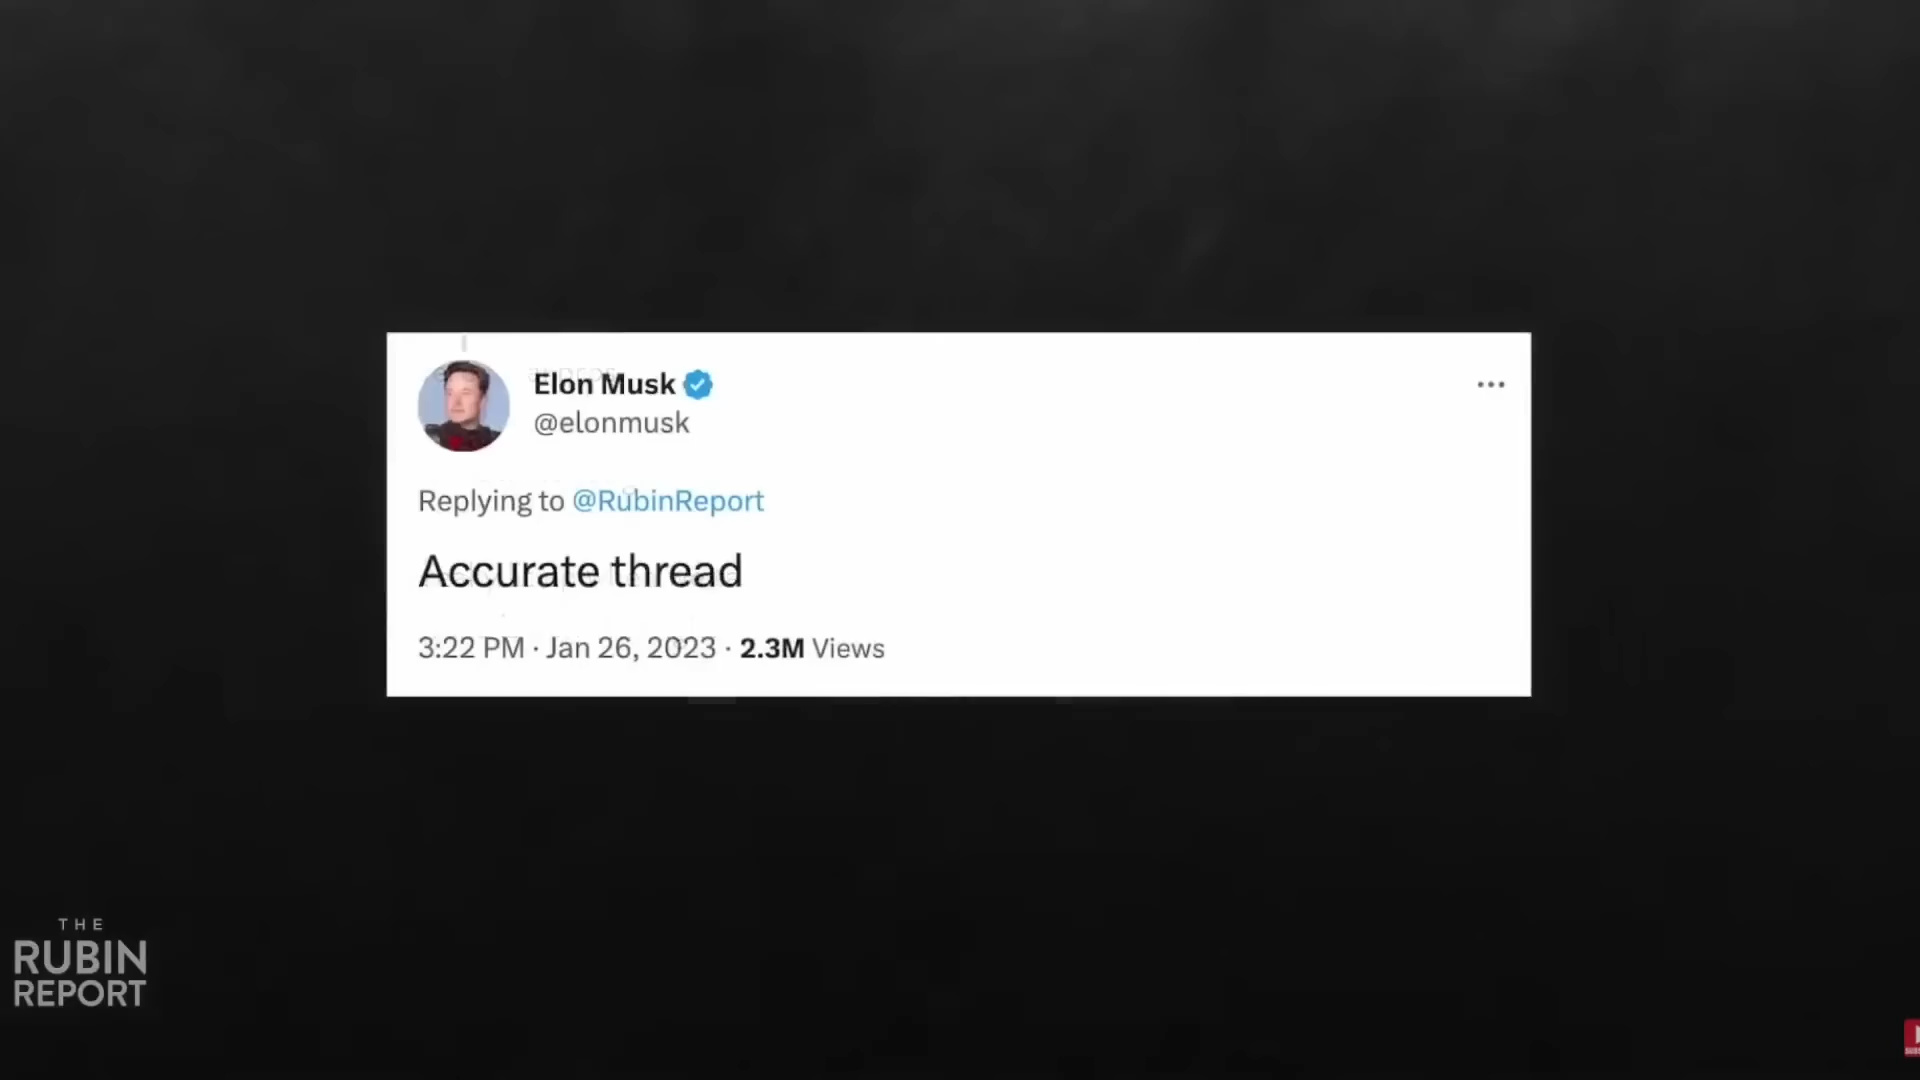 Elon Musk
@elonmusk
Replying to @RubinReport
Accurate thread
3:22 PM · Jan 26, 2023 · 2.3M Views
THE
RUBIN
REPORT